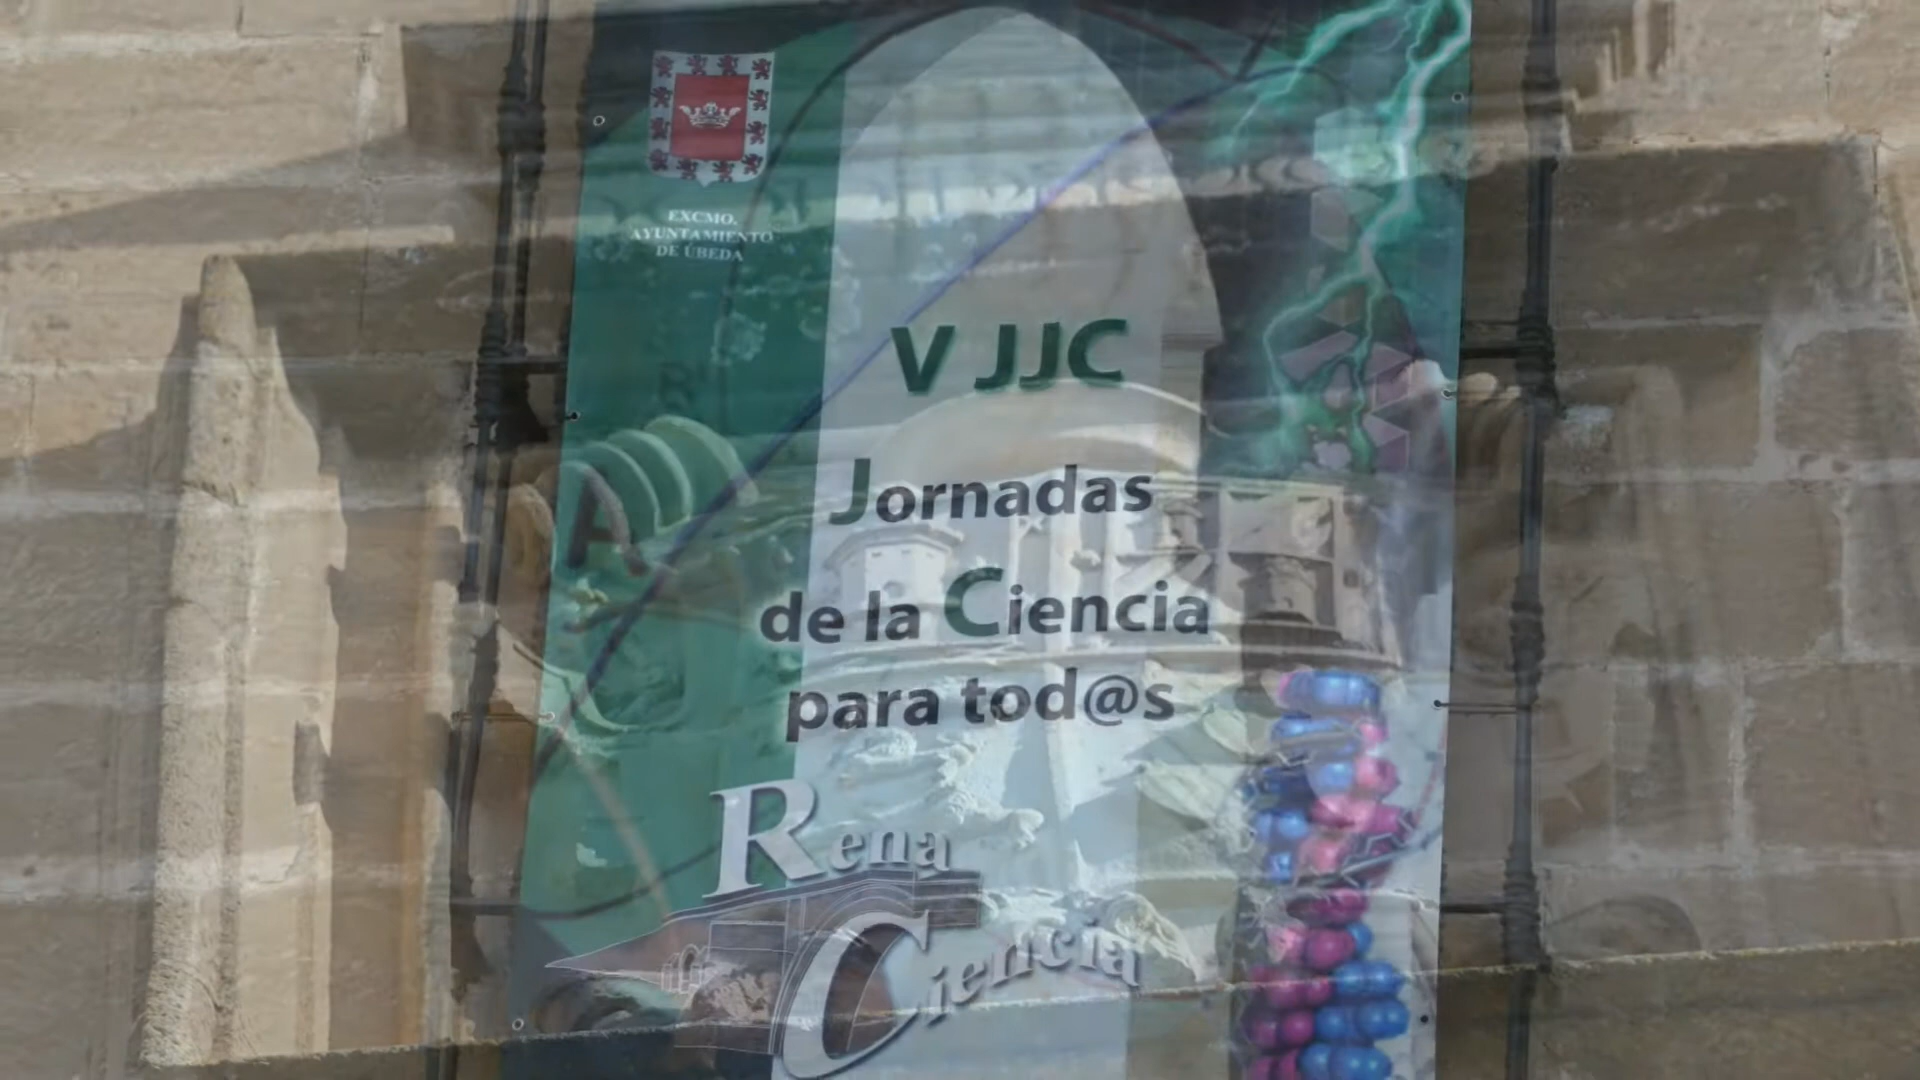 EXCMO.
AYUNTAMIENTO
DE ÚBEDA
V JJC
Jornadas
de la Ciencia
para tod@s
Rena
Ciencia